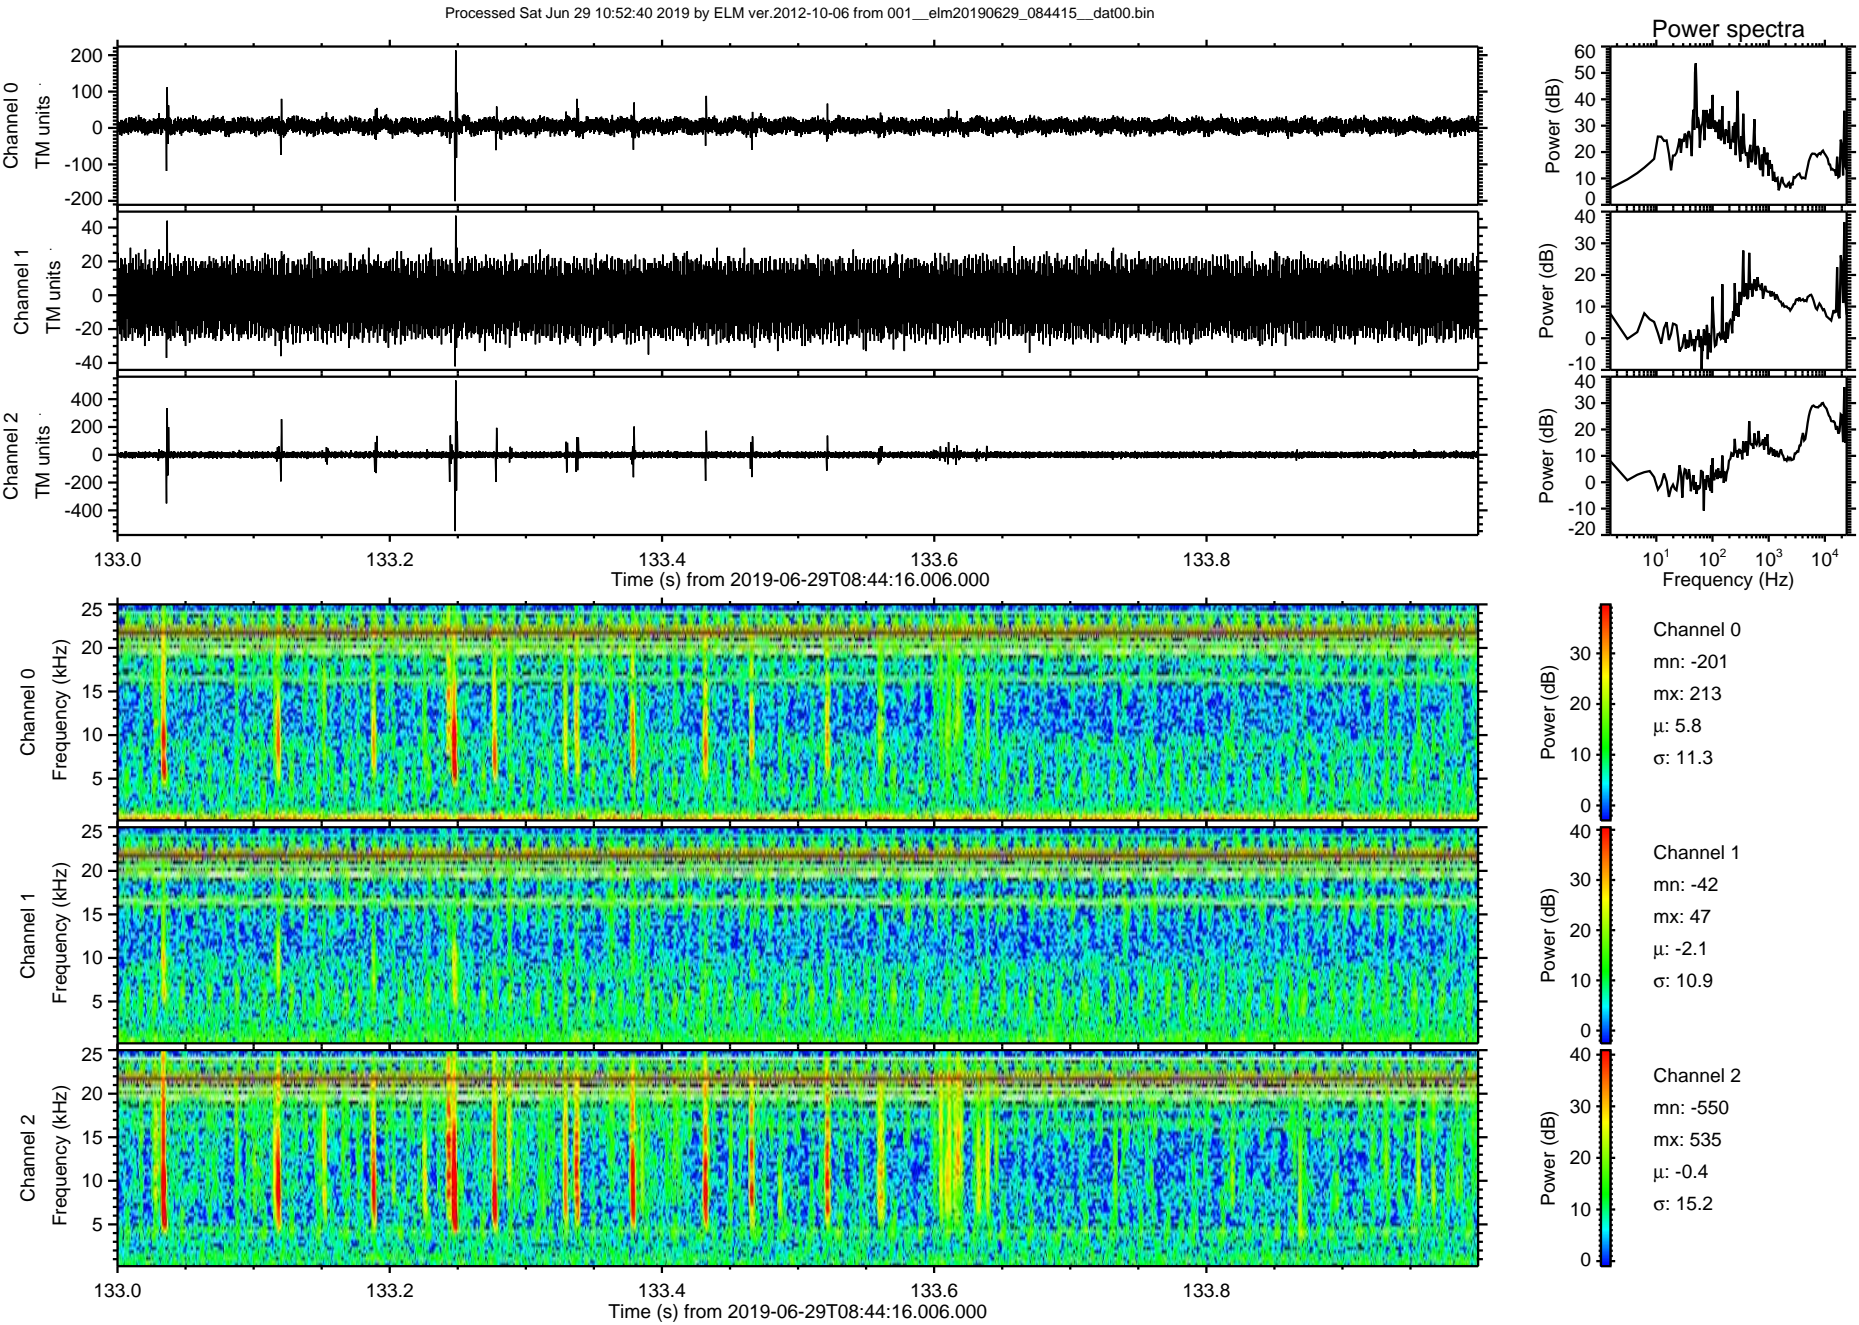 Processed Sat Jun 29 10:52:40 2019 by ELM ver.2012-10-06 from 001__elm20190629_084415__dat00.bin
Power spectra
Channel 0
TM units
200
100
0
-100
-200
Power (dB)
60
50
40
30
20
10
0
Channel 1
TM units
40
20
0
-20
-40
Power (dB)
40
30
20
10
0
-10
Channel 2
TM units
400
200
0
-200
-400
Power (dB)
40
30
20
10
0
-10
-20
133.0 133.2 133.4 133.6 133.8
Time (s) from 2019-06-29T08:44:16.006.000
10¹ 10² 10³ 10⁴
Frequency (Hz)
Channel 0
Frequency (kHz)
25
20
15
10
5
Power (dB)
30
20
10
0
Channel 0
mn: -201
mx: 213
μ: 5.8
σ: 11.3
Channel 1
Frequency (kHz)
25
20
15
10
5
Power (dB)
40
30
20
10
0
Channel 1
mn: -42
mx: 47
μ: -2.1
σ: 10.9
Channel 2
Frequency (kHz)
25
20
15
10
5
Power (dB)
40
30
20
10
0
Channel 2
mn: -550
mx: 535
μ: -0.4
σ: 15.2
133.0 133.2 133.4 133.6 133.8
Time (s) from 2019-06-29T08:44:16.006.000